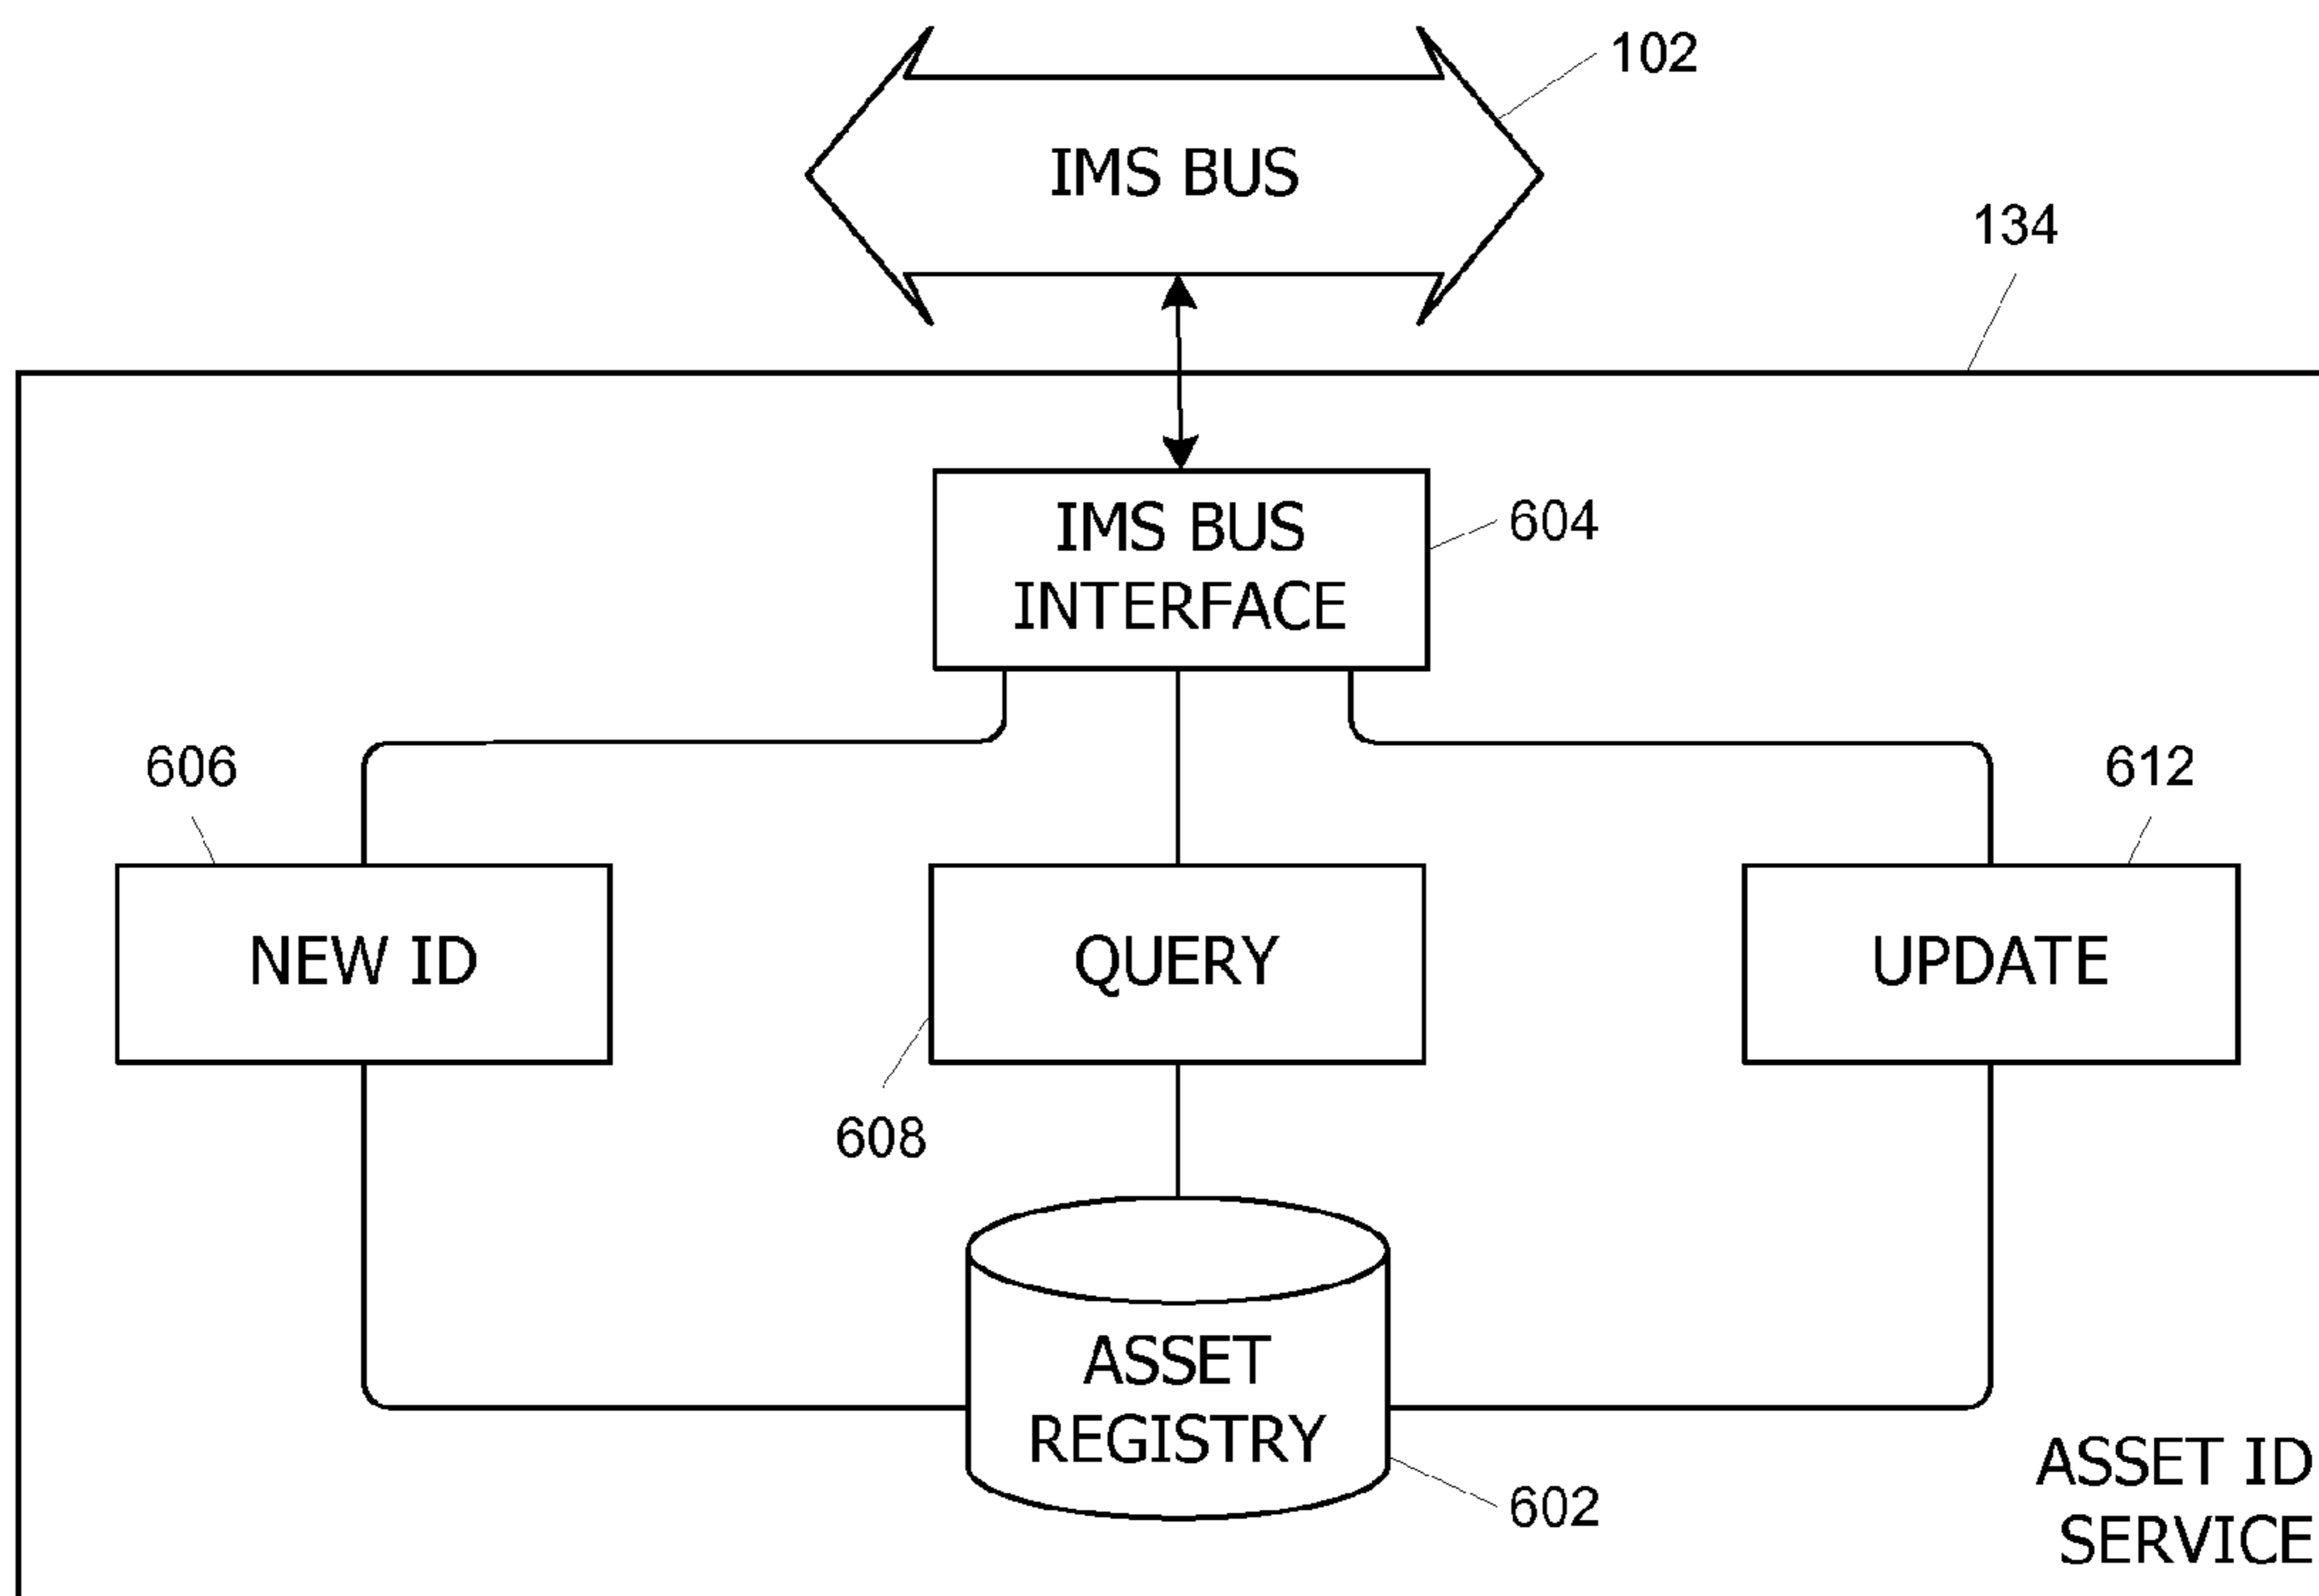 102
IMS BUS
134
IMS BUS
INTERFACE
604
606
612
NEW ID
QUERY
UPDATE
608
ASSET
REGISTRY
602
ASSET ID
SERVICE